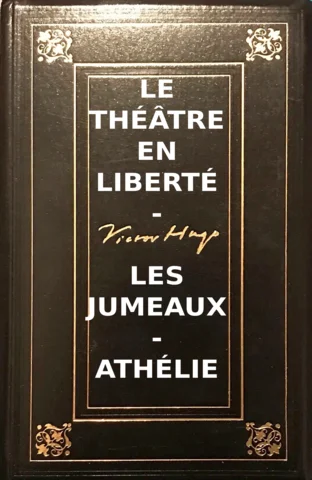 LE
THÉÂTRE
EN
LIBERTÉ
-
Victor Hugo
LES
JUMEAUX
-
ATHÉLIE